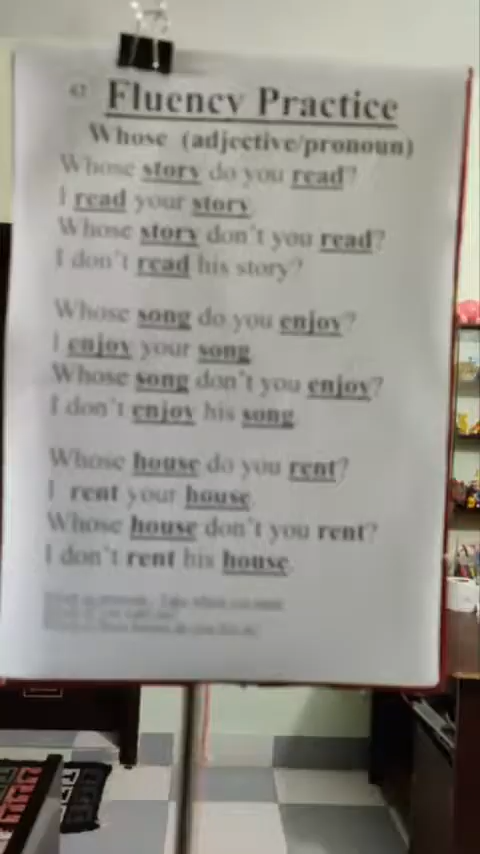 Fluency Practice
Whose (adjective/pronoun)
Whose story do you read?
I read your story.
Whose story don't you read?
I don't read his story?
Whose song do you enjoy?
I enjoy your song.
Whose song don't you enjoy?
I don't enjoy his song.
Whose house do you rent?
I rent your house.
Whose house don't you rent?
I don't rent his house.